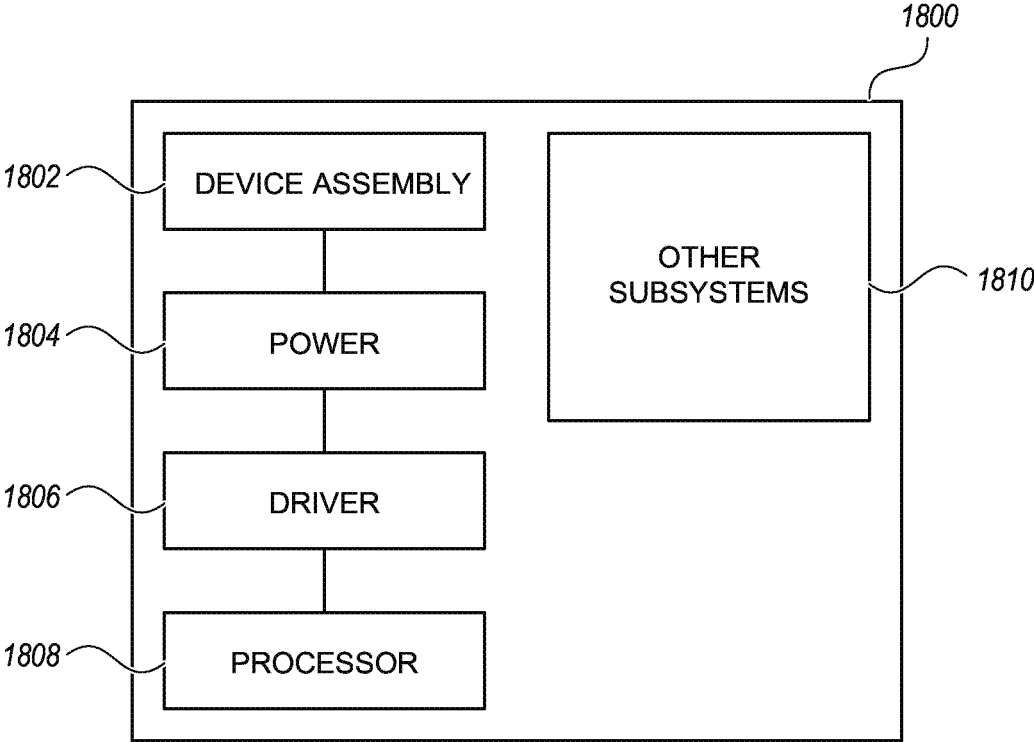 1800
1802
DEVICE ASSEMBLY
OTHER
SUBSYSTEMS
1810
1804
POWER
1806
DRIVER
1808
PROCESSOR